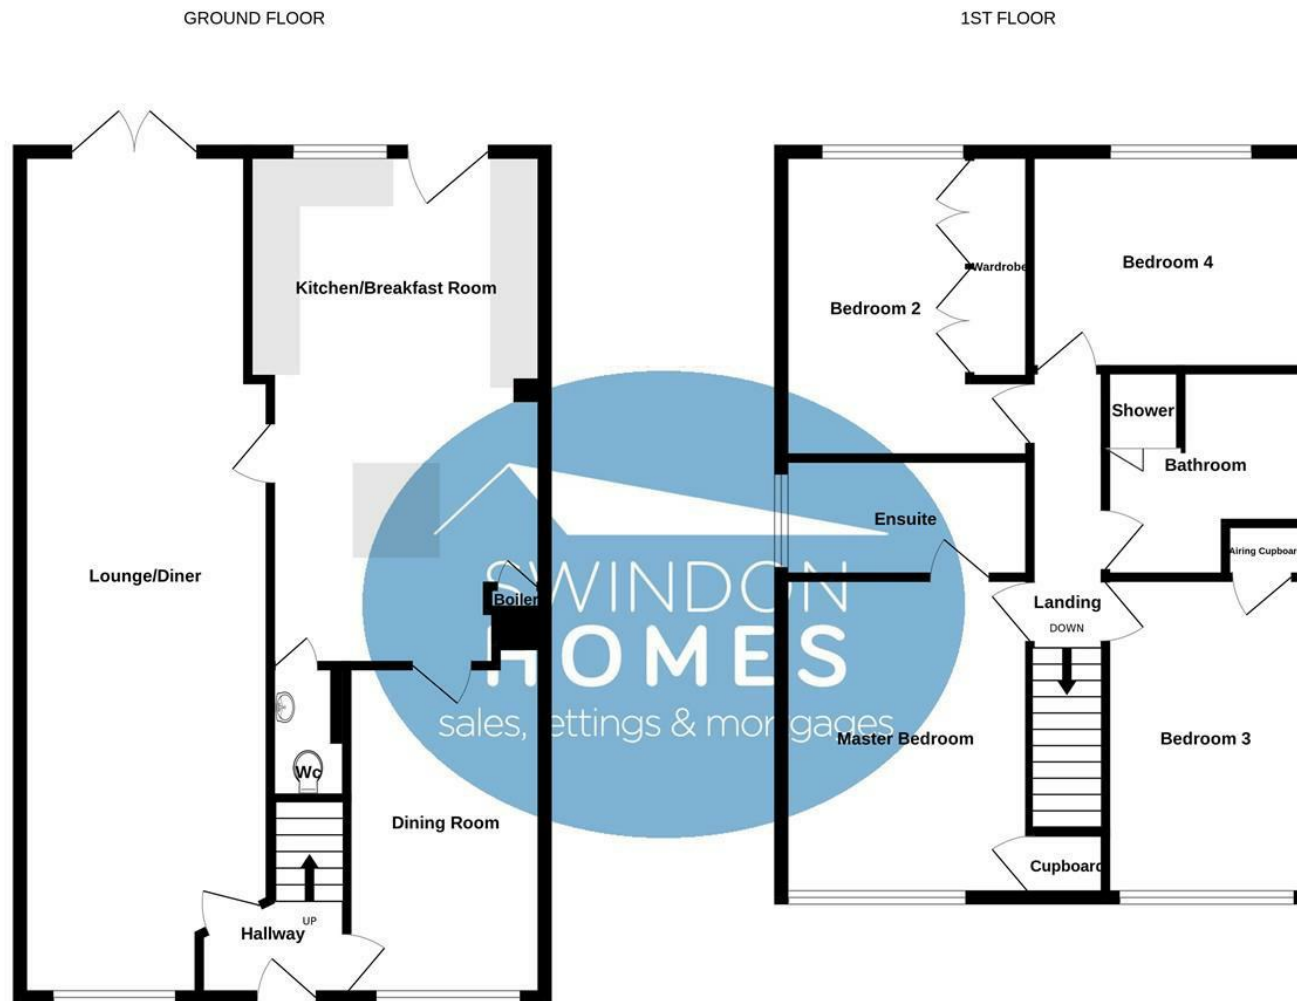 GROUND FLOOR
1ST FLOOR
Kitchen/Breakfast Room
Lounge/Diner
Boiler
Wc
Dining Room
UP
Hallway
Wardrobe
Bedroom 4
Bedroom 2
Shower
Bathroom
Ensuite
Airing Cupboar
Landing
DOWN
Master Bedroom
Bedroom 3
Cupboard
SWINDON
HOMES
sales, lettings & mortgages